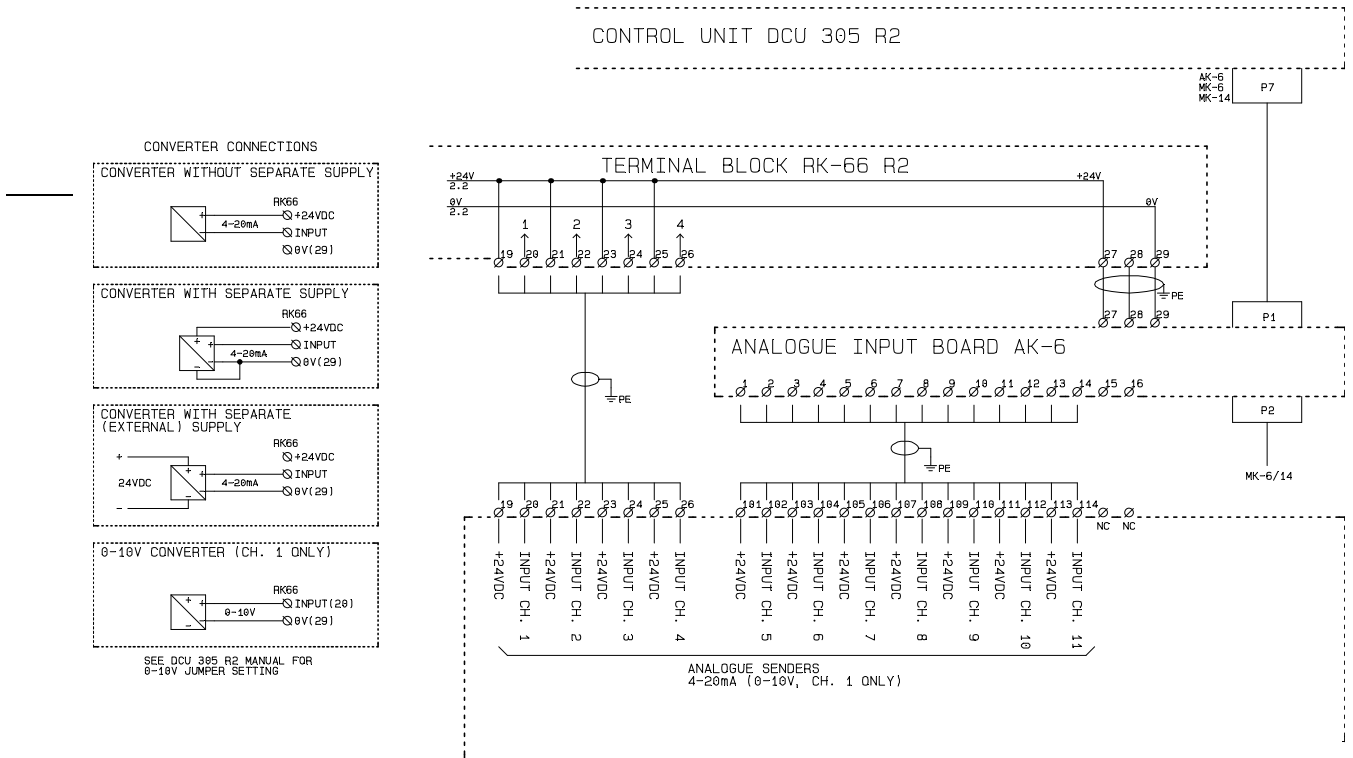 CONTROL UNIT DCU 305 R2
AK-6
MK-6
MK-14
P7
CONVERTER CONNECTIONS
CONVERTER WITHOUT SEPARATE SUPPLY
RK66
+
+24VDC
4-20mA
INPUT
0V(29)
CONVERTER WITH SEPARATE SUPPLY
RK66
+
+24VDC
+
INPUT
4-20mA
0V(29)
CONVERTER WITH SEPARATE
(EXTERNAL) SUPPLY
RK66
+
+24VDC
+
+
INPUT
24VDC
4-20mA
0V(29)
-
-
0-10V CONVERTER (CH. 1 ONLY)
RK66
+
+
INPUT(20)
0-10V
0V(29)
-
SEE DCU 305 R2 MANUAL FOR
0-10V JUMPER SETTING
TERMINAL BLOCK RK-66 R2
+24V
2.2
+24V
0V
2.2
0V
1 2 3 4
19 20 21 22 23 24 25 26
27 28 29
PE
27 28 29
P1
ANALOGUE INPUT BOARD AK-6
1 2 3 4 5 6 7 8 9 10 11 12 13 14 15 16
P2
PE
PE
MK-6/14
19 20 21 22 23 24 25 26
101 102 103 104 105 106 107 108 109 110 111 112 113 114
NC NC
+24VDC
INPUT CH. 1
+24VDC
INPUT CH. 2
+24VDC
INPUT CH. 3
+24VDC
INPUT CH. 4
+24VDC
INPUT CH. 5
+24VDC
INPUT CH. 6
+24VDC
INPUT CH. 7
+24VDC
INPUT CH. 8
+24VDC
INPUT CH. 9
+24VDC
INPUT CH. 10
+24VDC
INPUT CH. 11
ANALOGUE SENDERS
4-20mA (0-10V, CH. 1 ONLY)